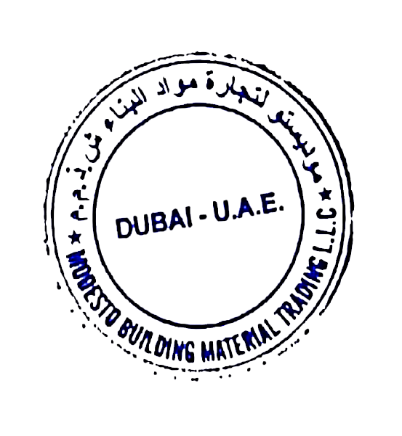 موديستو لتجارة مواد البناء ش.ذ.م.م
DUBAI - U.A.E.
★ MODESTO BUILDING MATERIAL TRADING L.L.C ★